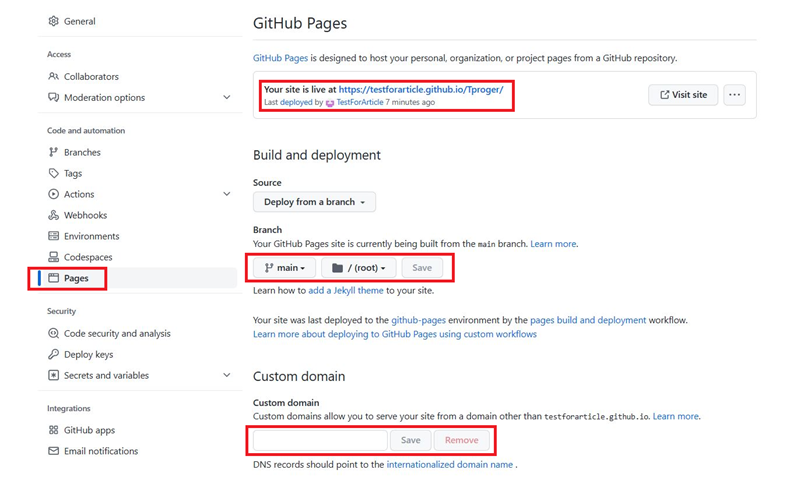 General
Access
Collaborators
Moderation options
Code and automation
Branches
Tags
Actions
Webhooks
Environments
Codespaces
Pages
Security
Code security and analysis
Deploy keys
Secrets and variables
Integrations
GitHub apps
Email notifications
GitHub Pages
GitHub Pages is designed to host your personal, organization, or project pages from a GitHub repository.
Your site is live at https://testforarticle.github.io/Tproger/
Last deployed by TestForArticle 7 minutes ago
Visit site
Build and deployment
Source
Deploy from a branch
Branch
Your GitHub Pages site is currently being built from the main branch. Learn more.
main / (root) Save
Learn how to add a Jekyll theme to your site.
Your site was last deployed to the github-pages environment by the pages build and deployment workflow.
Learn more about deploying to GitHub Pages using custom workflows
Custom domain
Custom domain
Custom domains allow you to serve your site from a domain other than testforarticle.github.io. Learn more.
Save Remove
DNS records should point to the internationalized domain name .